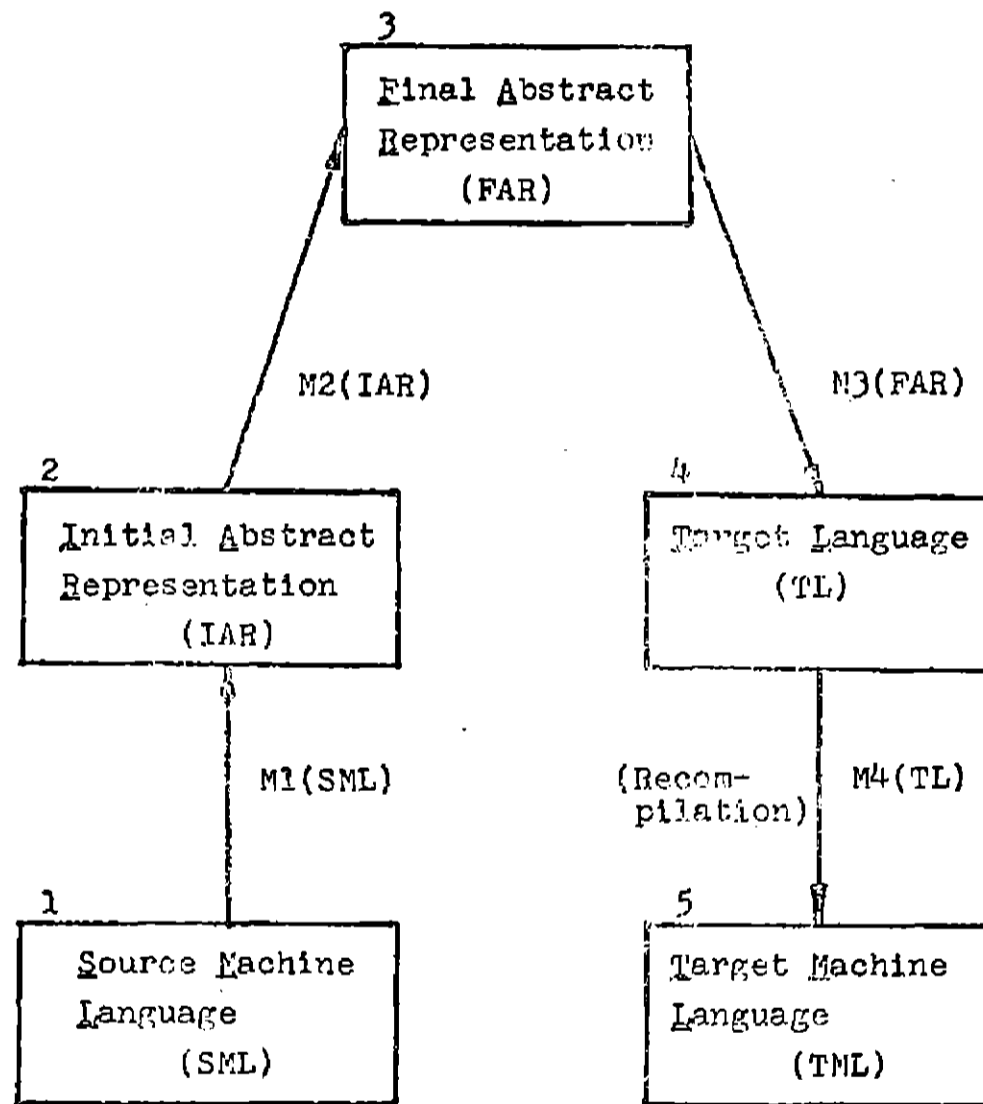 3
Final Abstract
Representation
(FAR)
M2(IAR)
M3(FAR)
2
Initial Abstract
Representation
(IAR)
4
Target Language
(TL)
M1(SML)
(Recom-
pilation)
M4(TL)
1
Source Machine
Language
(SML)
5
Target Machine
Language
(TML)